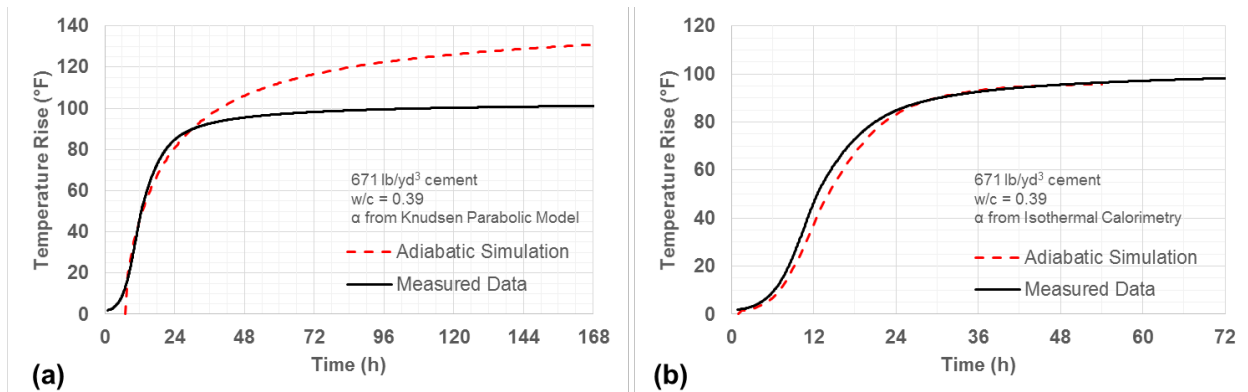 140
120
100
80
60
40
20
0
Temperature Rise (°F)
671 lb/yd³ cement
w/c = 0.39
α from Knudsen Parabolic Model
Adiabatic Simulation
Measured Data
0 24 48 72 96 120 144 168
Time (h)
(a)
120
100
80
60
40
20
0
Temperature Rise (°F)
671 lb/yd³ cement
w/c = 0.39
α from Isothermal Calorimetry
Adiabatic Simulation
Measured Data
0 12 24 36 48 60 72
Time (h)
(b)